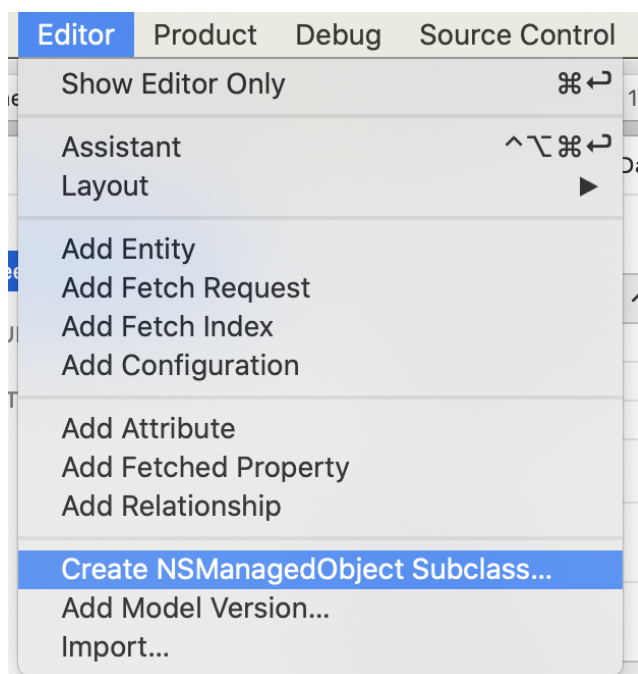 Editor Product Debug Source Control
Show Editor Only ⌘↩
Assistant ^⌥⌘↩
Layout ▶
Add Entity
Add Fetch Request
Add Fetch Index
Add Configuration
Add Attribute
Add Fetched Property
Add Relationship
Create NSManagedObject Subclass...
Add Model Version...
Import...